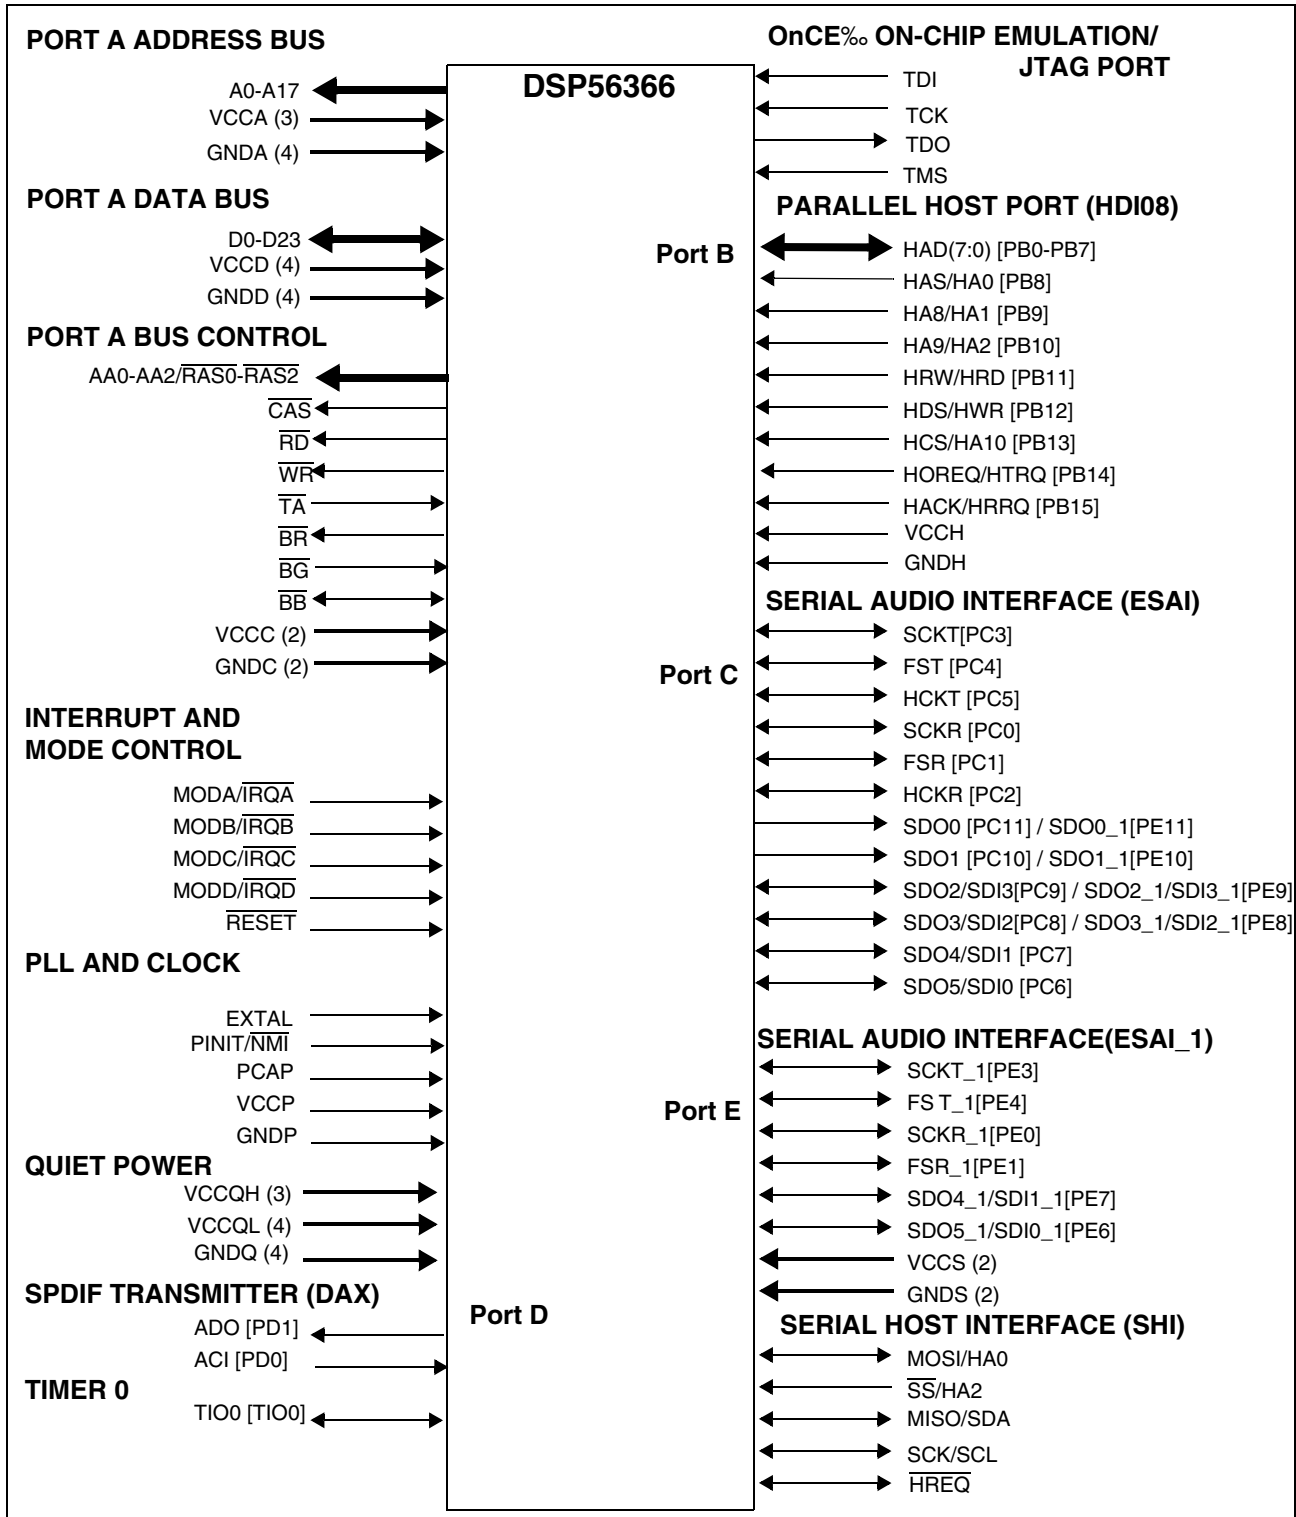 PORT A ADDRESS BUS
A0-A17
VCCA (3)
GNDA (4)
PORT A DATA BUS
D0-D23
VCCD (4)
GNDD (4)
PORT A BUS CONTROL
AA0-AA2/RAS0-RAS2
CAS
RD
WR
TA
BR
BG
BB
VCCC (2)
GNDC (2)
INTERRUPT AND
MODE CONTROL
MODA/IRQA
MODB/IRQB
MODC/IRQC
MODD/IRQD
RESET
PLL AND CLOCK
EXTAL
PINIT/NMI
PCAP
VCCP
GNDP
QUIET POWER
VCCQH (3)
VCCQL (4)
GNDQ (4)
SPDIF TRANSMITTER (DAX)
ADO [PD1]
ACI [PD0]
TIMER 0
TIO0 [TIO0]
DSP56366
Port B
Port C
Port E
Port D
OnCE‰ ON-CHIP EMULATION/
JTAG PORT
TDI
TCK
TDO
TMS
PARALLEL HOST PORT (HDI08)
HAD(7:0) [PB0-PB7]
HAS/HA0 [PB8]
HA8/HA1 [PB9]
HA9/HA2 [PB10]
HRW/HRD [PB11]
HDS/HWR [PB12]
HCS/HA10 [PB13]
HOREQ/HTRQ [PB14]
HACK/HRRQ [PB15]
VCCH
GNDH
SERIAL AUDIO INTERFACE (ESAI)
SCKT[PC3]
FST [PC4]
HCKT [PC5]
SCKR [PC0]
FSR [PC1]
HCKR [PC2]
SDO0 [PC11] / SDO0_1[PE11]
SDO1 [PC10] / SDO1_1[PE10]
SDO2/SDI3[PC9] / SDO2_1/SDI3_1[PE9]
SDO3/SDI2[PC8] / SDO3_1/SDI2_1[PE8]
SDO4/SDI1 [PC7]
SDO5/SDI0 [PC6]
SERIAL AUDIO INTERFACE(ESAI_1)
SCKT_1[PE3]
FS T_1[PE4]
SCKR_1[PE0]
FSR_1[PE1]
SDO4_1/SDI1_1[PE7]
SDO5_1/SDI0_1[PE6]
VCCS (2)
GNDS (2)
SERIAL HOST INTERFACE (SHI)
MOSI/HA0
SS/HA2
MISO/SDA
SCK/SCL
HREQ